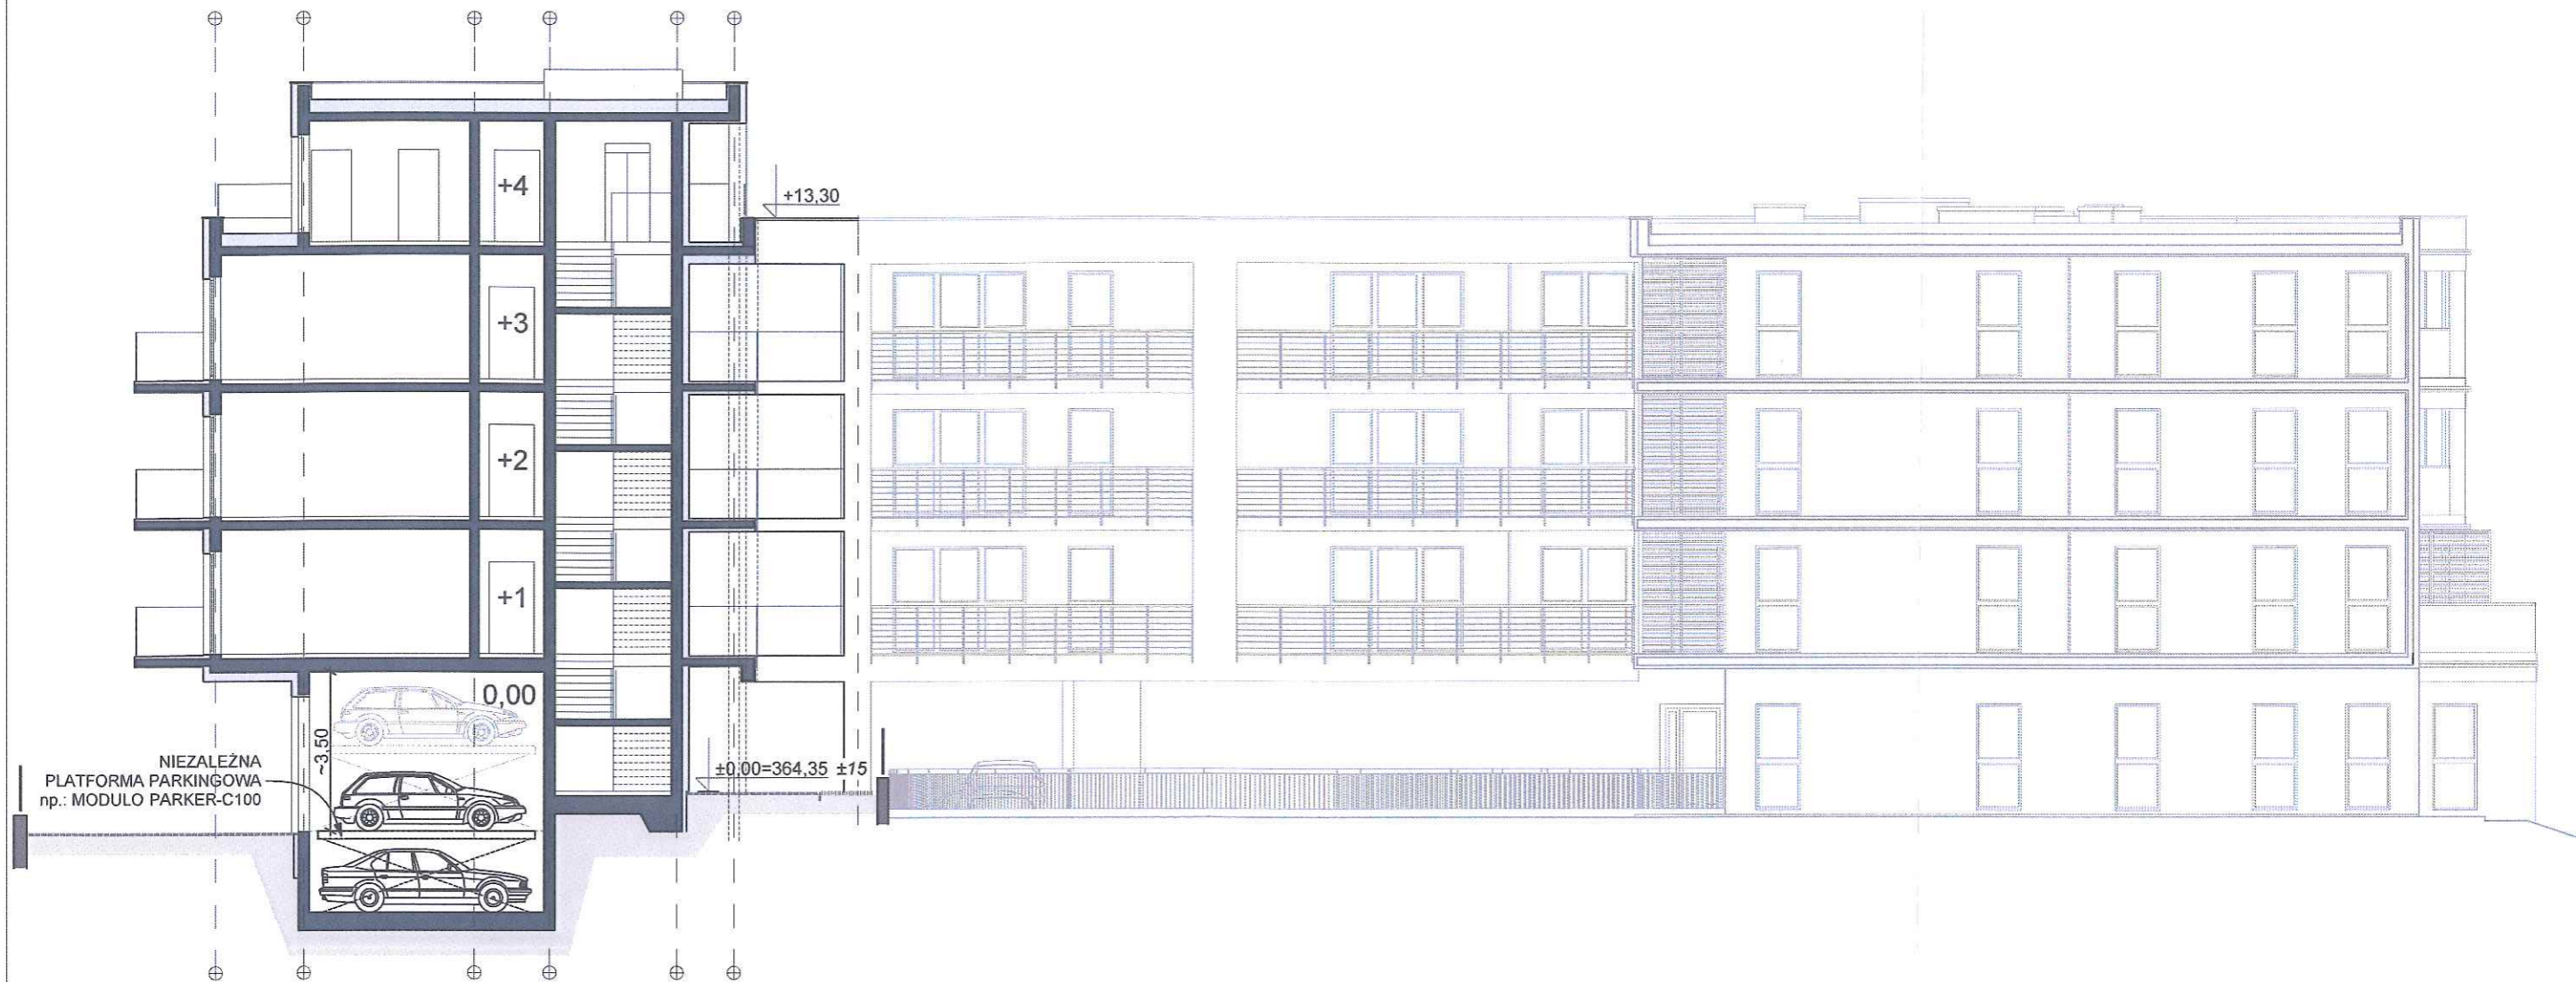 +4
+13,30
+3
+2
+1
0,00
~3,50
NIEZALEŻNA
PLATFORMA PARKINGOWA
np.: MODULO PARKER-C100
±0,00=364,35 ±15